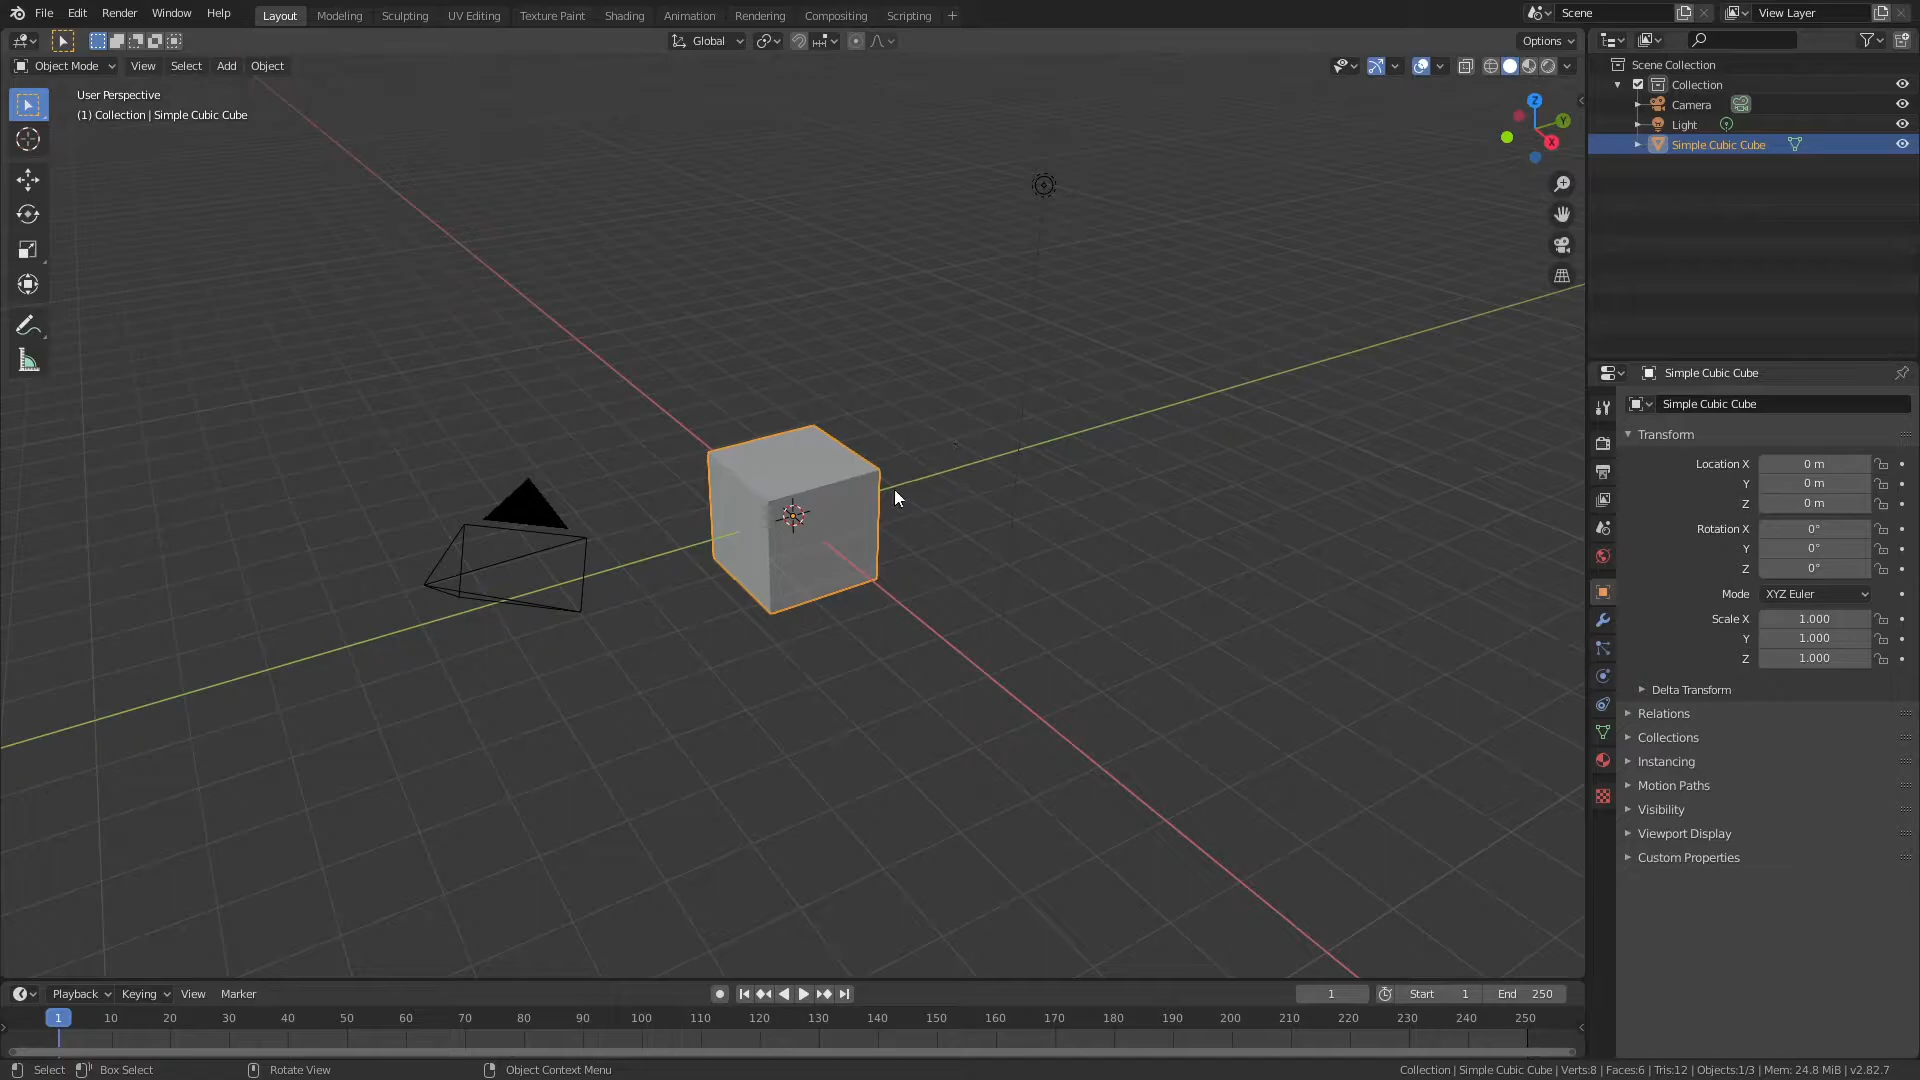 File Edit Render Window Help Layout Modeling Sculpting UV Editing Texture Paint Shading Animation Rendering Compositing Scripting + Scene View Layer
Global Options
Object Mode View Select Add Object
User Perspective
(1) Collection | Simple Cubic Cube
Z
Y
X
Scene Collection
Collection
Camera
Light
Simple Cubic Cube
Simple Cubic Cube
Simple Cubic Cube
Transform
Location X 0 m
Y 0 m
Z 0 m
Rotation X 0°
Y 0°
Z 0°
Mode XYZ Euler
Scale X 1.000
Y 1.000
Z 1.000
Delta Transform
Relations
Collections
Instancing
Motion Paths
Visibility
Viewport Display
Custom Properties
Playback Keying View Marker 1 Start 1 End 250
1 10 20 30 40 50 60 70 80 90 100 110 120 130 140 150 160 170 180 190 200 210 220 230 240 250
Select Box Select Rotate View Object Context Menu Collection | Simple Cubic Cube | Verts:8 | Faces:6 | Tris:12 | Objects:1/3 | Mem: 24.8 MiB | v2.82.7